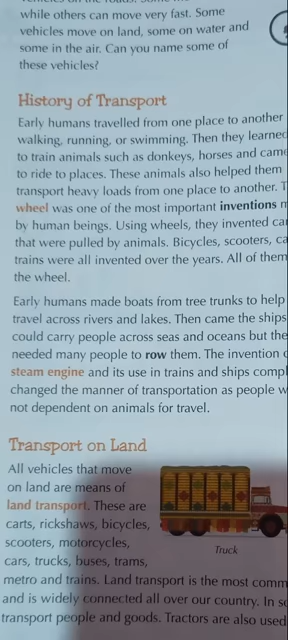 while others can move very fast. Some
vehicles move on land, some on water and
some in the air. Can you name some of
these vehicles?
History of Transport
Early humans travelled from one place to another
walking, running, or swimming. Then they learned
to train animals such as donkeys, horses and
to ride to places. These animals also helped them
transport heavy loads from one place to another.
wheel was one of the most important inventions
by human beings. Using wheels, they invented
that were pulled by animals. Bicycles, scooters,
trains were all invented over the years. All of them
the wheel.
Early humans made boats from tree trunks to help
travel across rivers and lakes. Then came the ships
could carry people across seas and oceans but
needed many people to row them. The invention
steam engine and its use in trains and ships
changed the manner of transportation as people
not dependent on animals for travel.
Transport on Land
All vehicles that move
on land are means of
land transport. These are
carts, rickshaws, bicycles,
scooters, motorcycles,
cars, trucks, buses, trams,
Truck
metro and trains. Land transport is the most
and is widely connected all over our country. In
transport people and goods. Tractors are also used